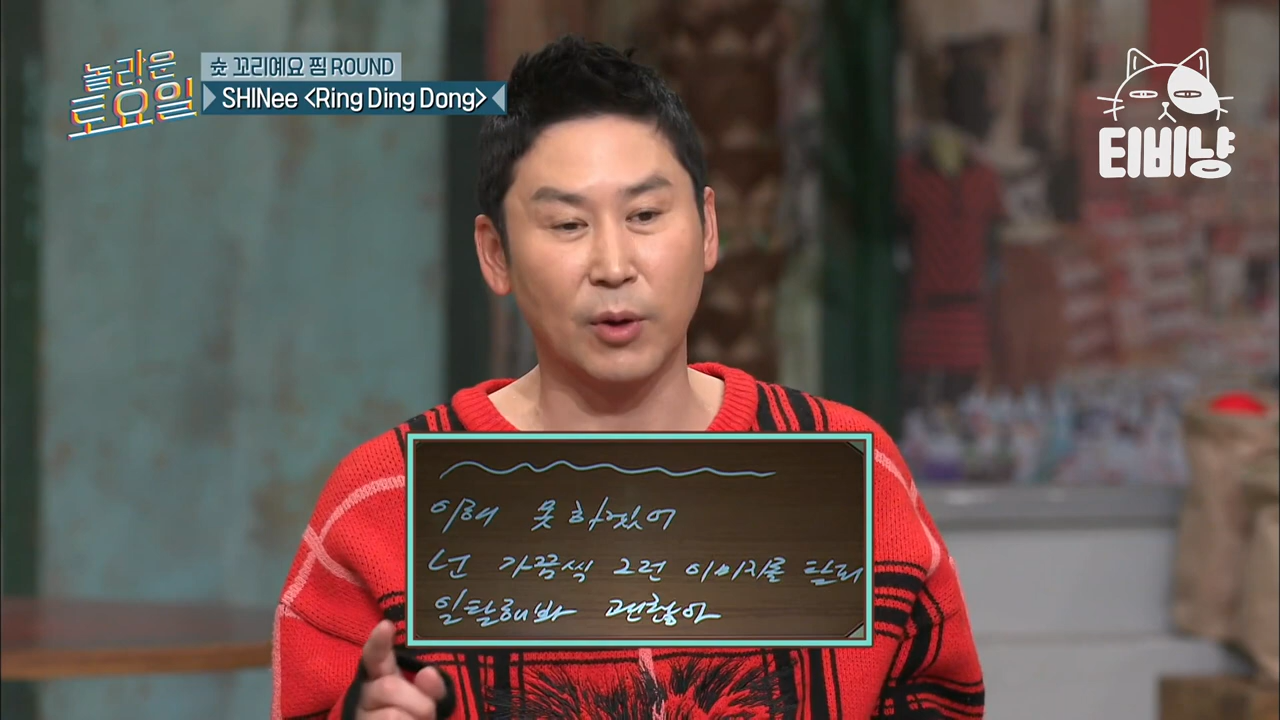 놀라운
토요일
슛 꼬리예요 찜 ROUND
SHINee <Ring Ding Dong>
티비냥
이해 못하겠어
넌 가끔씩 그런 이미지를 탈피
일탈해봐 괜찮아